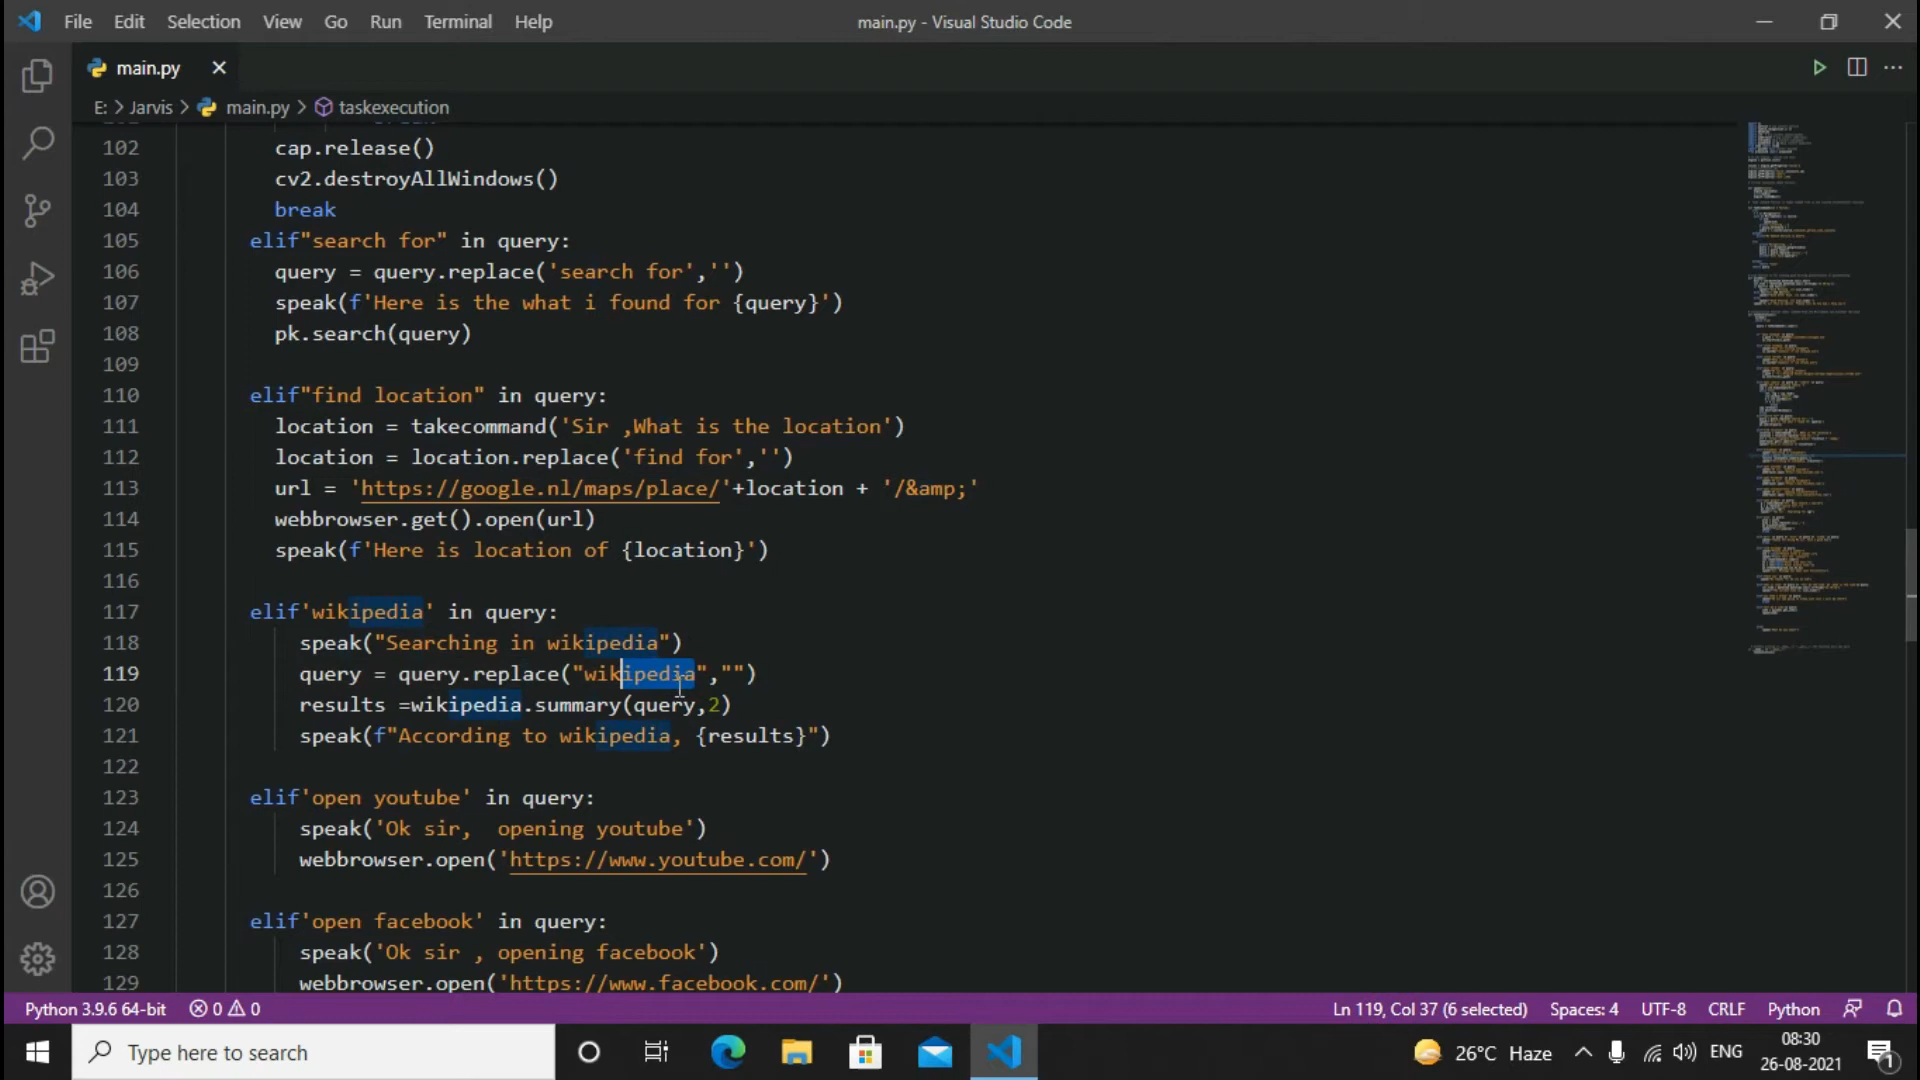 File Edit Selection View Go Run Terminal Help main.py - Visual Studio Code
main.py
E: > Jarvis > main.py > taskexecution
102 cap.release()
103 cv2.destroyAllWindows()
104 break
105 elif"search for" in query:
106 query = query.replace('search for','')
107 speak(f'Here is the what i found for {query}')
108 pk.search(query)
109
110 elif"find location" in query:
111 location = takecommand('Sir ,What is the location')
112 location = location.replace('find for','')
113 url = 'https://google.nl/maps/place/'+location + '/&amp;'
114 webbrowser.get().open(url)
115 speak(f'Here is location of {location}')
116
117 elif'wikipedia' in query:
118 speak("Searching in wikipedia")
119 query = query.replace("wikipedia","")
120 results =wikipedia.summary(query,2)
121 speak(f"According to wikipedia, {results}")
122
123 elif'open youtube' in query:
124 speak('Ok sir,  opening youtube')
125 webbrowser.open('https://www.youtube.com/')
126
127 elif'open facebook' in query:
128 speak('Ok sir , opening facebook')
129 webbrowser.open('https://www.facebook.com/')
Python 3.9.6 64-bit 0 0 Ln 119, Col 37 (6 selected) Spaces: 4 UTF-8 CRLF Python
Type here to search 26°C Haze ENG 08:30
26-08-2021 1